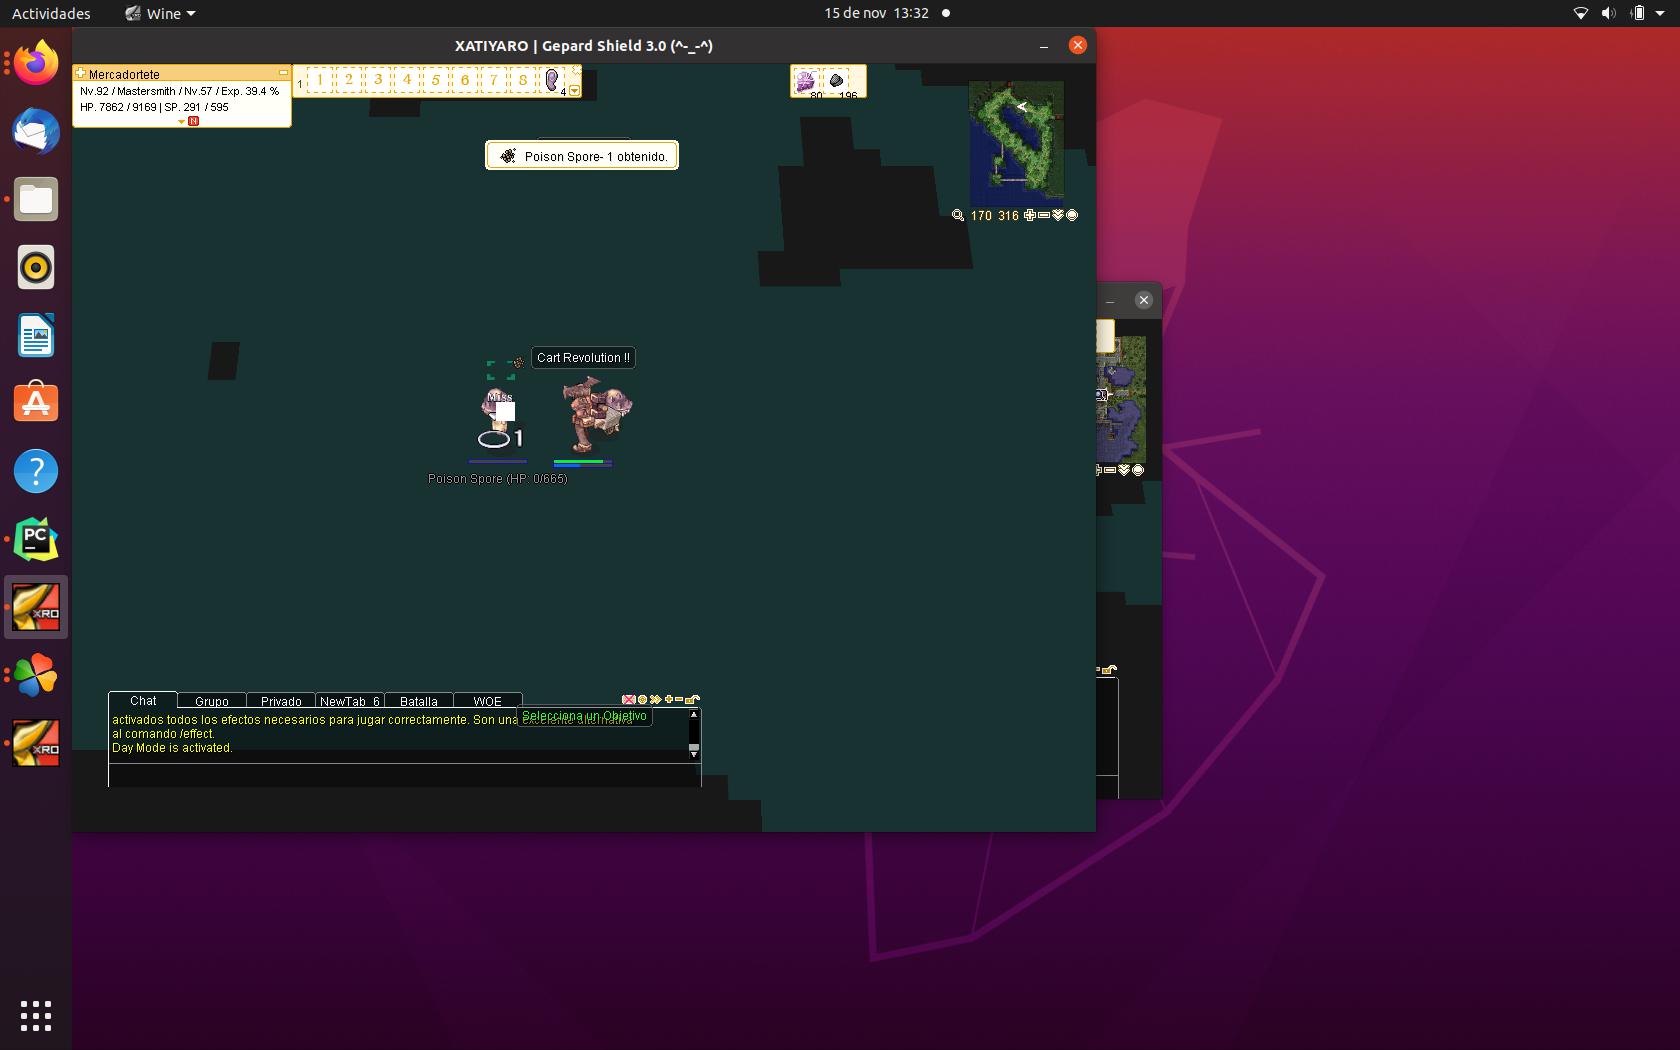 Actividades
Wine
15 de nov 13:32
XATIYARO | Gepard Shield 3.0 (^-_-^)
Mercadortete
Nv.92 / Mastersmith / Nv.57 / Exp. 39.4 %
HP. 7862 / 9169 | SP. 291 / 595
N
1 1 2 3 4 5 6 7 8 4
80 196
Poison Spore- 1 obtenido.
170 316
Cart Revolution !!
Miss
1
Poison Spore (HP: 0/665)
Chat Grupo Privado NewTab_6 Batalla WOE
Selecciona un Objetivo
activados todos los efectos necesarios para jugar correctamente. Son una excelente alternativa
al comando /effect.
Day Mode is activated.
?
PC
XRO
XRO